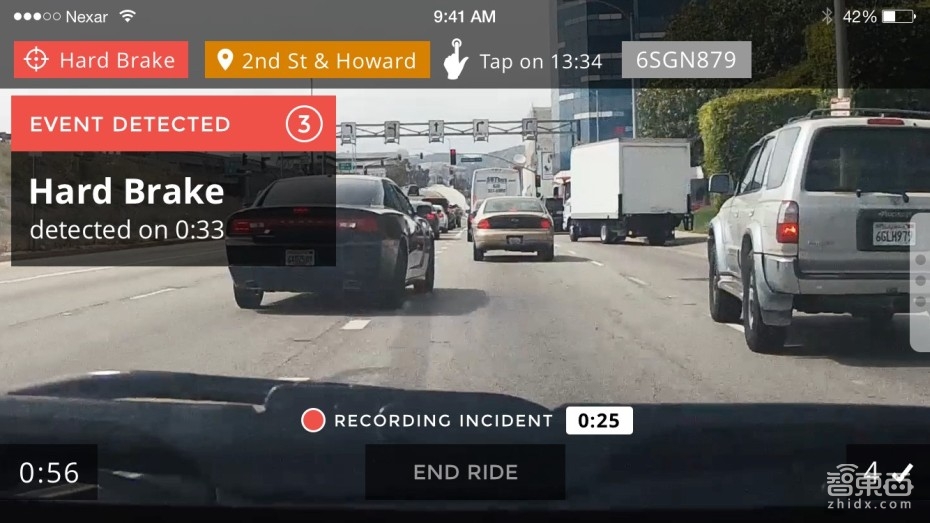 Nexar
9:41 AM
42%
Hard Brake
2nd St & Howard
Tap on 13:34
6SGN879
EVENT DETECTED
3
Hard Brake
detected on 0:33
RECORDING INCIDENT
0:25
0:56
END RIDE
4
智東西
zhidx.com